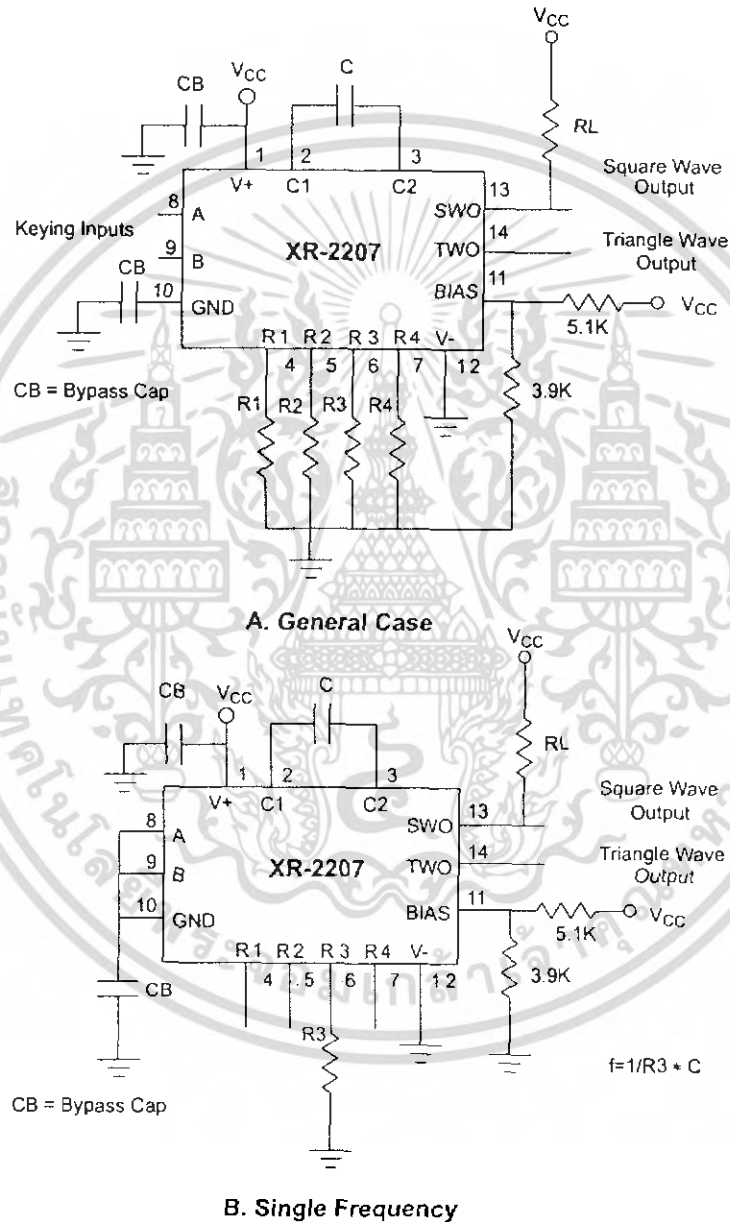 VCC
CB
VCC
C
RL
1
2
3
V+
C1
C2
13
Square Wave
Output
8
A
SWO
14
Keying Inputs
Triangle Wave
Output
9
B
XR-2207
TWO
11
CB
BIAS
10
GND
VCC
5.1K
R1 R2 R3 R4 V-
4 5 6 7 12
CB = Bypass Cap
R1
R2
R3
R4
3.9K
A. General Case
VCC
CB
VCC
C
RL
1
2
3
V+
C1
C2
Square Wave
Output
8
A
13
SWO
14
9
B
XR-2207
TWO
Triangle Wave
Output
10
GND
11
BIAS
VCC
5.1K
R1 R2 R3 R4 V-
4 5 6 7 12
CB
3.9K
R3
f=1/R3 * C
CB = Bypass Cap
B. Single Frequency